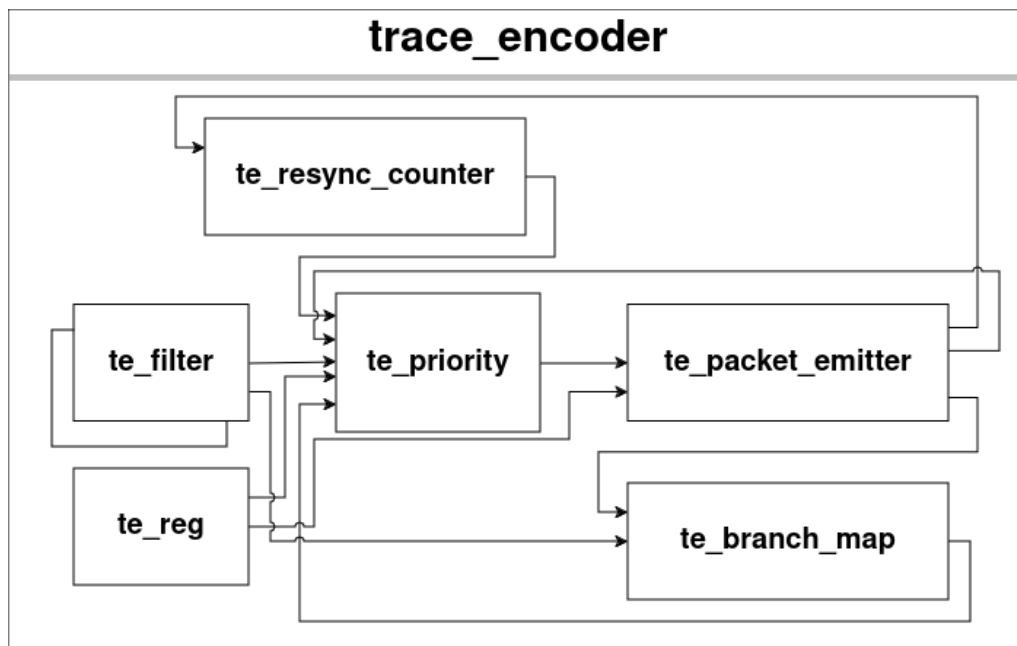 trace_encoder
te_resync_counter
te_filter
te_priority
te_packet_emitter
te_reg
te_branch_map